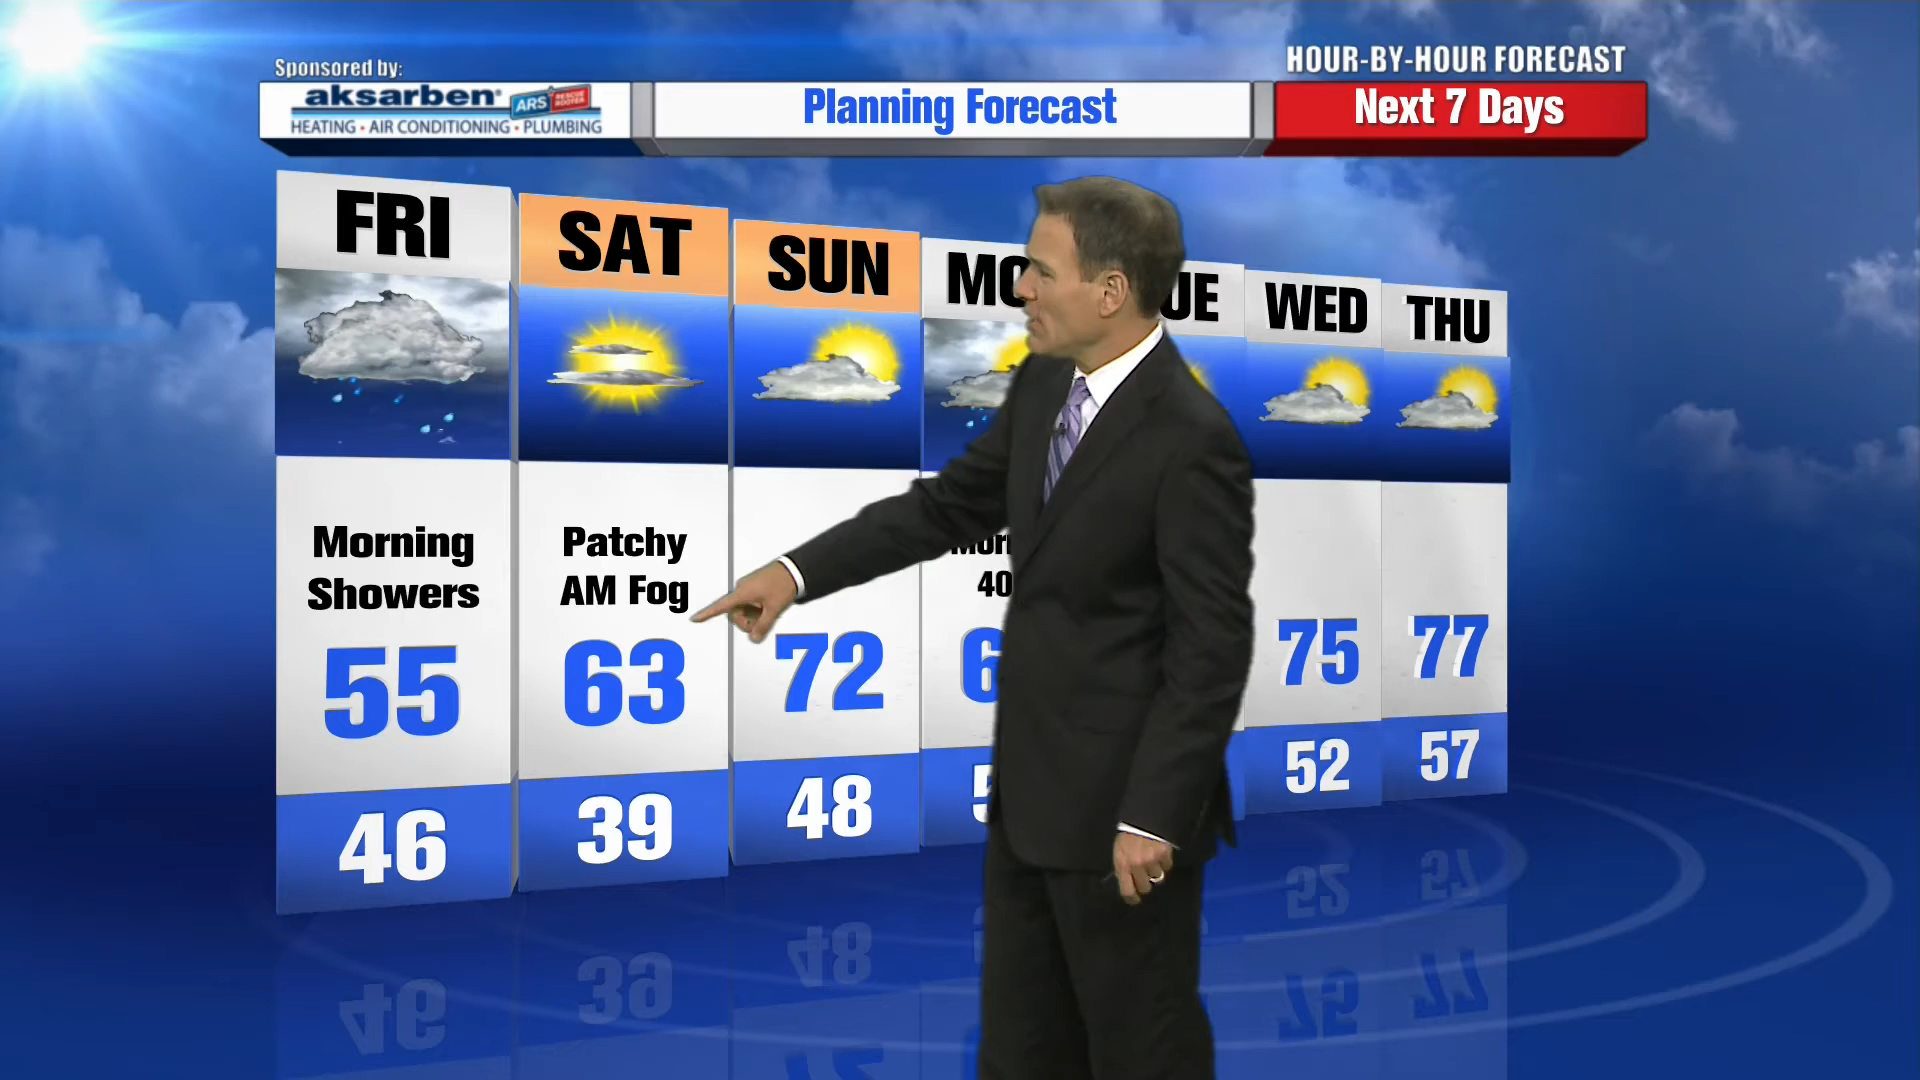 Sponsored by:
aksarben®
ARS RESCUE ROOTER
HEATING · AIR CONDITIONING · PLUMBING
Planning Forecast
HOUR-BY-HOUR FORECAST
Next 7 Days
FRI
SAT
SUN
WED
THU
Morning
Showers
Patchy
AM Fog
40
55
63
72
75
77
46
39
48
52
57